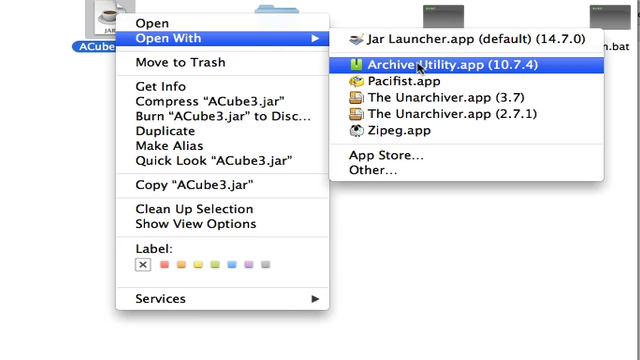 ACube3.jar
Open
Open With
Move to Trash
Get Info
Compress “ACube3.jar”
Burn “ACube3.jar” to Disc...
Duplicate
Make Alias
Quick Look “ACube3.jar”
Copy “ACube3.jar”
Clean Up Selection
Show View Options
Label:
Services
Jar Launcher.app (default) (14.7.0)
Archive Utility.app (10.7.4)
Pacifist.app
The Unarchiver.app (3.7)
The Unarchiver.app (2.7.1)
Zipeg.app
App Store...
Other...